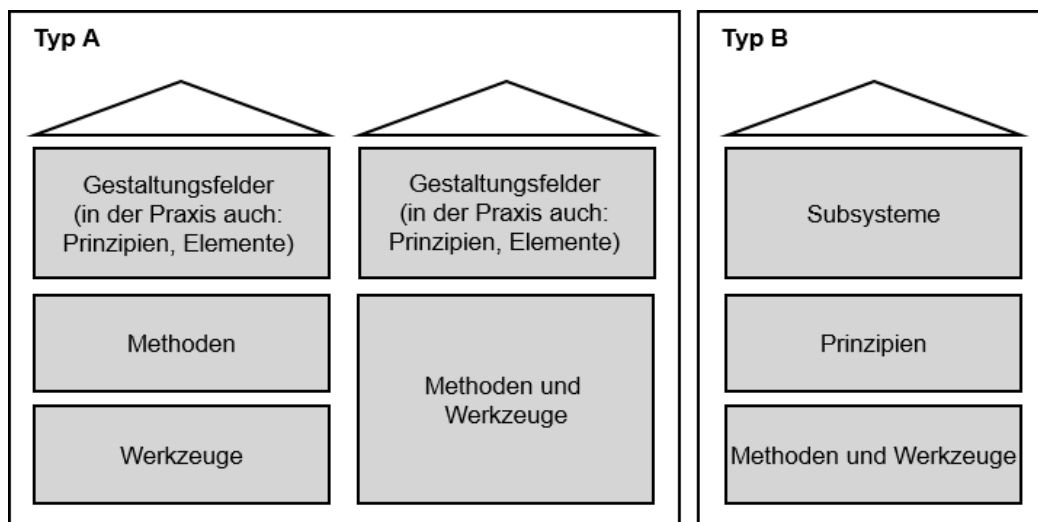 Typ A
Gestaltungsfelder
(in der Praxis auch:
Prinzipien, Elemente)
Methoden
Werkzeuge
Gestaltungsfelder
(in der Praxis auch:
Prinzipien, Elemente)
Methoden und
Werkzeuge
Typ B
Subsysteme
Prinzipien
Methoden und Werkzeuge